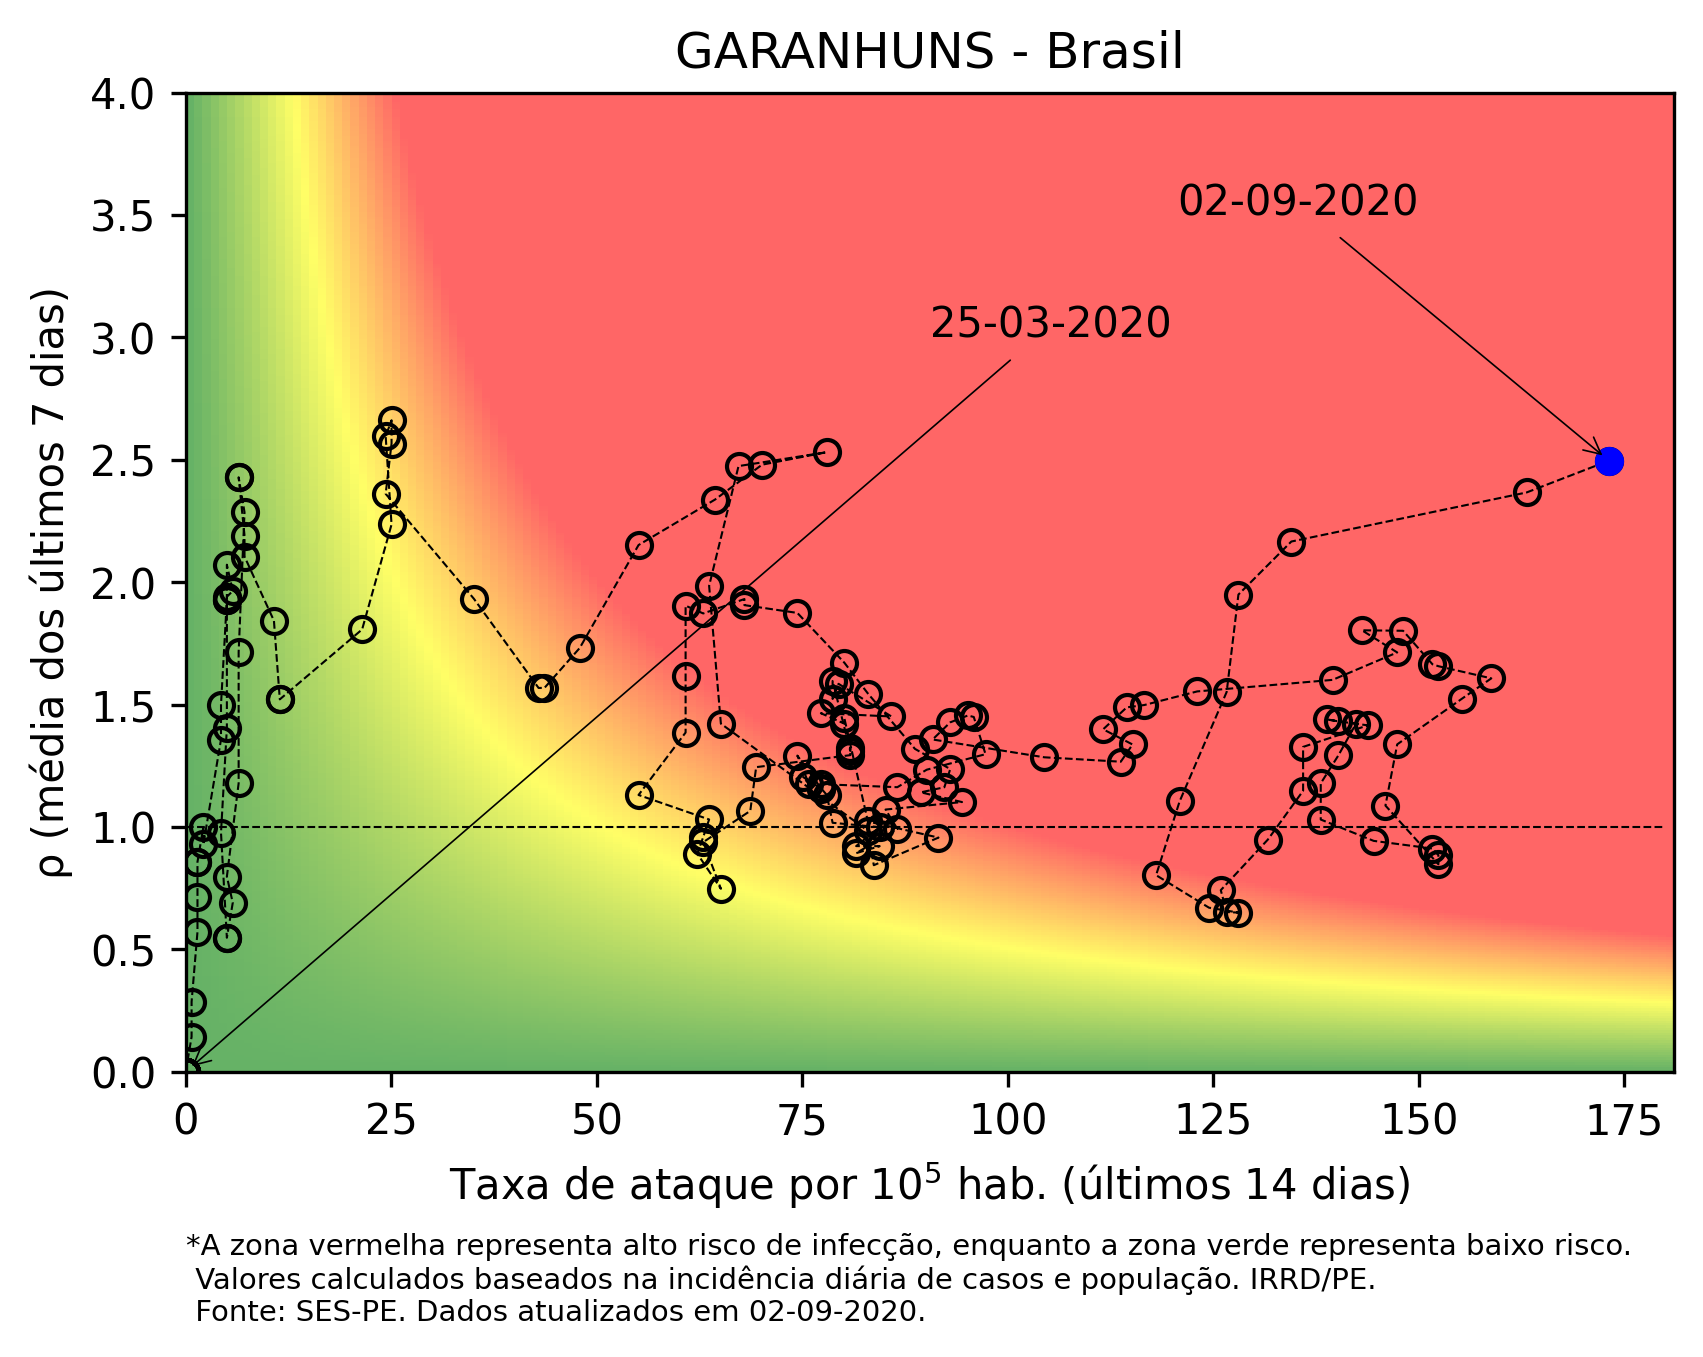 GARANHUNS - Brasil
4.0
3.5
3.0
2.5
2.0
1.5
1.0
0.5
0.0
ρ (média dos últimos 7 dias)
02-09-2020
25-03-2020
0 25 50 75 100 125 150 175
Taxa de ataque por 10⁵ hab. (últimos 14 dias)
*A zona vermelha representa alto risco de infecção, enquanto a zona verde representa baixo risco.
Valores calculados baseados na incidência diária de casos e população. IRRD/PE.
Fonte: SES-PE. Dados atualizados em 02-09-2020.